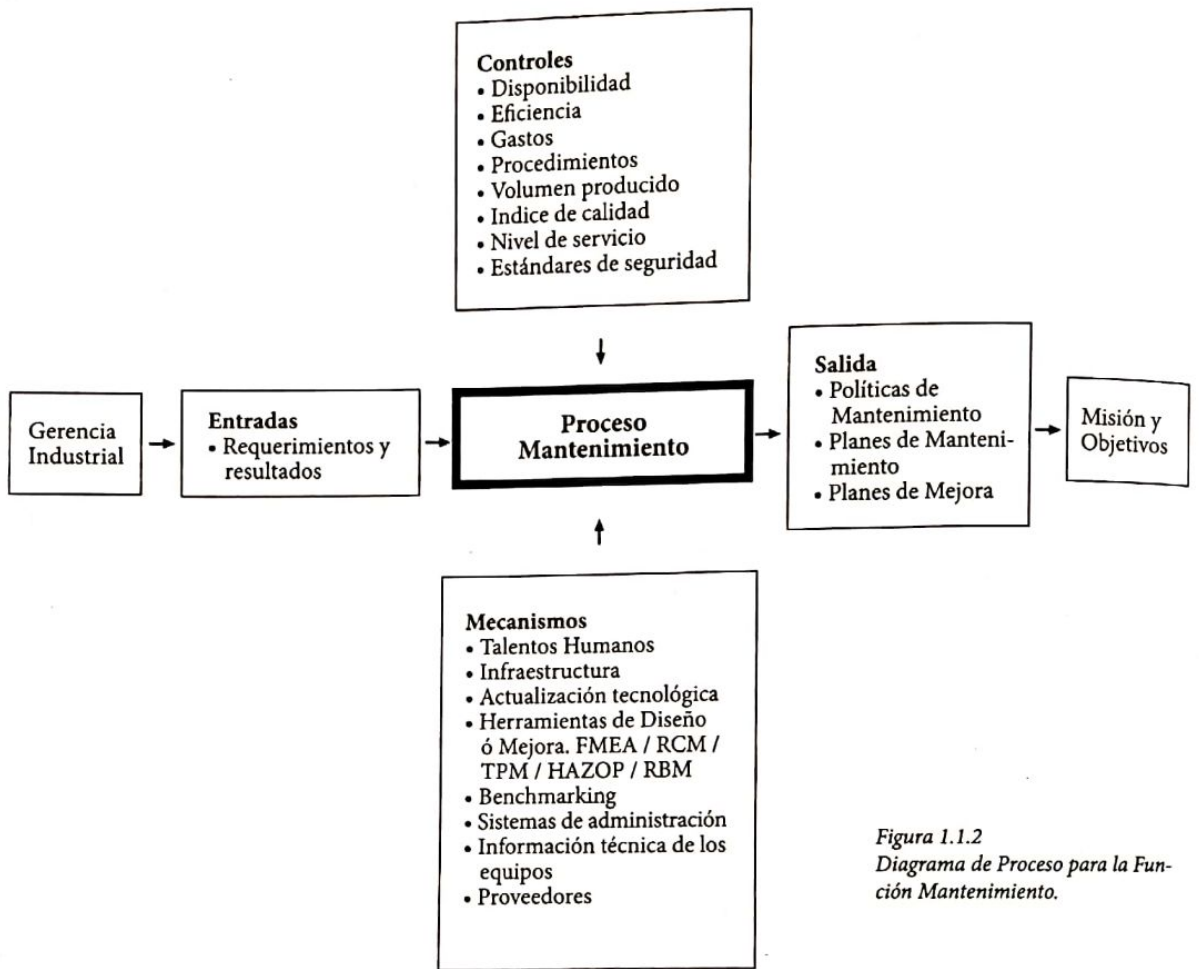 Controles
• Disponibilidad
• Eficiencia
• Gastos
• Procedimientos
• Volumen producido
• Indice de calidad
• Nivel de servicio
• Estándares de seguridad
Gerencia
Industrial
Entradas
• Requerimientos y
resultados
Proceso
Mantenimiento
Salida
• Políticas de
Mantenimiento
• Planes de Manteni-
miento
• Planes de Mejora
Misión y
Objetivos
Mecanismos
• Talentos Humanos
• Infraestructura
• Actualización tecnológica
• Herramientas de Diseño
ó Mejora. FMEA / RCM /
TPM / HAZOP / RBM
• Benchmarking
• Sistemas de administración
• Información técnica de los
equipos
• Proveedores
Figura 1.1.2
Diagrama de Proceso para la Fun-
ción Mantenimiento.